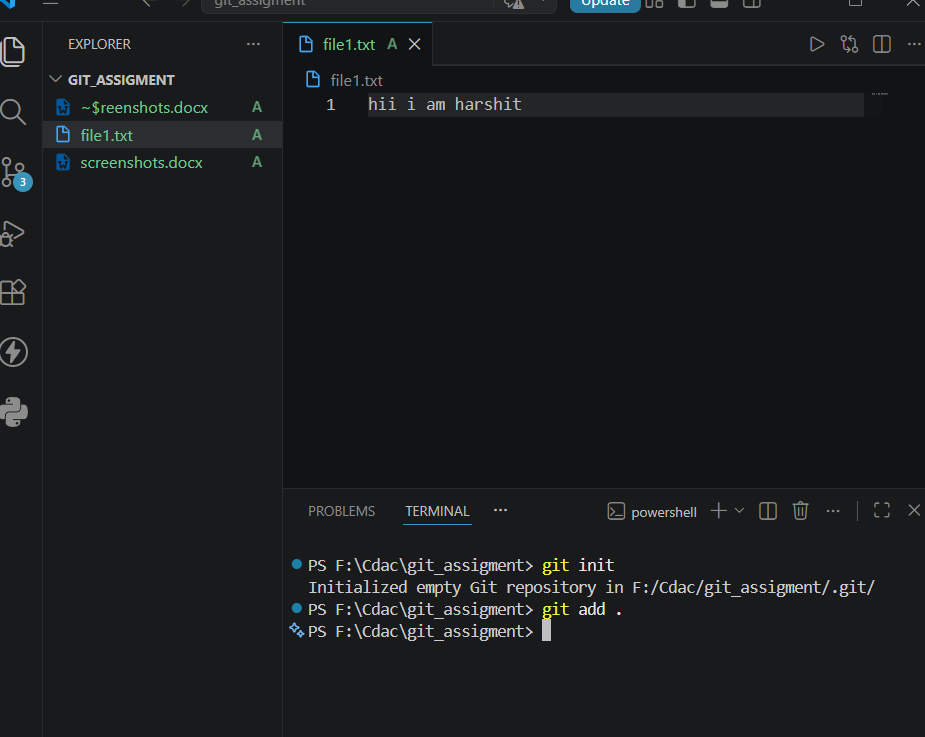 git_assigment
Update
EXPLORER
GIT_ASSIGMENT
~$reenshots.docx A
file1.txt A
screenshots.docx A
3
file1.txt A
file1.txt
1 hii i am harshit
PROBLEMS TERMINAL powershell
PS F:\Cdac\git_assigment> git init
Initialized empty Git repository in F:/Cdac/git_assigment/.git/
PS F:\Cdac\git_assigment> git add .
PS F:\Cdac\git_assigment>